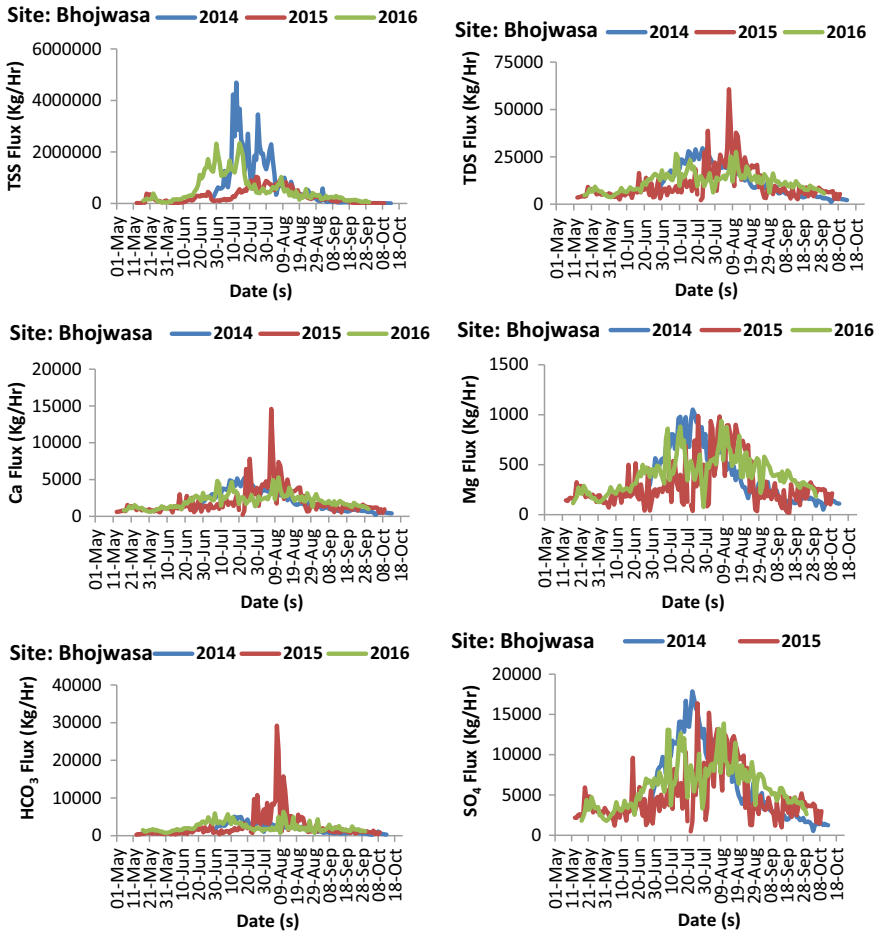 Site: Bhojwasa 2014 2015 2016
TSS Flux (Kg/Hr)
6000000
4000000
2000000
0
01-May 11-May 21-May 31-May 10-Jun 20-Jun 30-Jun 10-Jul 20-Jul 30-Jul 09-Aug 19-Aug 29-Aug 08-Sep 18-Sep 28-Sep 08-Oct 18-Oct
Date (s)
Site: Bhojwasa 2014 2015 2016
TDS Flux (Kg/Hr)
75000
50000
25000
0
01-May 11-May 21-May 31-May 10-Jun 20-Jun 30-Jun 10-Jul 20-Jul 30-Jul 09-Aug 19-Aug 29-Aug 08-Sep 18-Sep 28-Sep 08-Oct 18-Oct
Date (s)
Site: Bhojwasa 2014 2015 2016
Ca Flux (Kg/Hr)
20000
15000
10000
5000
0
01-May 11-May 21-May 31-May 10-Jun 20-Jun 30-Jun 10-Jul 20-Jul 30-Jul 09-Aug 19-Aug 29-Aug 08-Sep 18-Sep 28-Sep 08-Oct 18-Oct
Date (s)
Site: Bhojwasa 2014 2015 2016
Mg Flux (Kg/Hr)
1500
1000
500
0
01-May 11-May 21-May 31-May 10-Jun 20-Jun 30-Jun 10-Jul 20-Jul 30-Jul 09-Aug 19-Aug 29-Aug 08-Sep 18-Sep 28-Sep 08-Oct 18-Oct
Date (s)
Site: Bhojwasa 2014 2015 2016
HCO₃ Flux (Kg/Hr)
40000
30000
20000
10000
0
01-May 11-May 21-May 31-May 10-Jun 20-Jun 30-Jun 10-Jul 20-Jul 30-Jul 09-Aug 19-Aug 29-Aug 08-Sep 18-Sep 28-Sep 08-Oct 18-Oct
Date (s)
Site: Bhojwasa 2014 2015
SO₄ Flux (Kg/Hr)
20000
15000
10000
5000
0
01-May 11-May 21-May 31-May 10-Jun 20-Jun 30-Jun 10-Jul 20-Jul 30-Jul 09-Aug 19-Aug 29-Aug 08-Sep 18-Sep 28-Sep 08-Oct 18-Oct
Date (s)